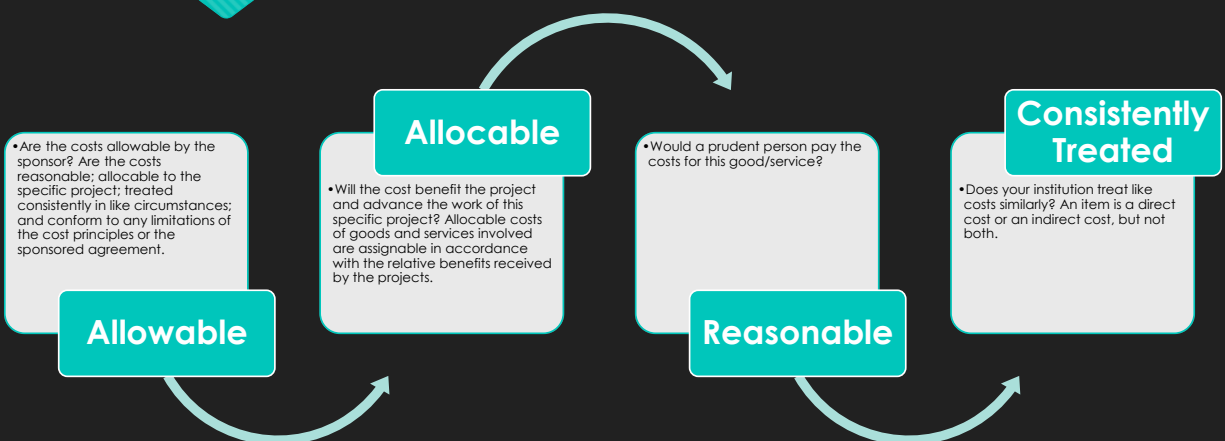 •Are the costs allowable by the
sponsor? Are the costs
reasonable; allocable to the
specific project; treated
consistently in like circumstances;
and conform to any limitations of
the cost principles or the
sponsored agreement.
Allowable
Allocable
•Will the cost benefit the project
and advance the work of this
specific project? Allocable costs
of goods and services involved
are assignable in accordance
with the relative benefits received
by the projects.
•Would a prudent person pay the
costs for this good/service?
Reasonable
Consistently
Treated
•Does your institution treat like
costs similarly? An item is a direct
cost or an indirect cost, but not
both.